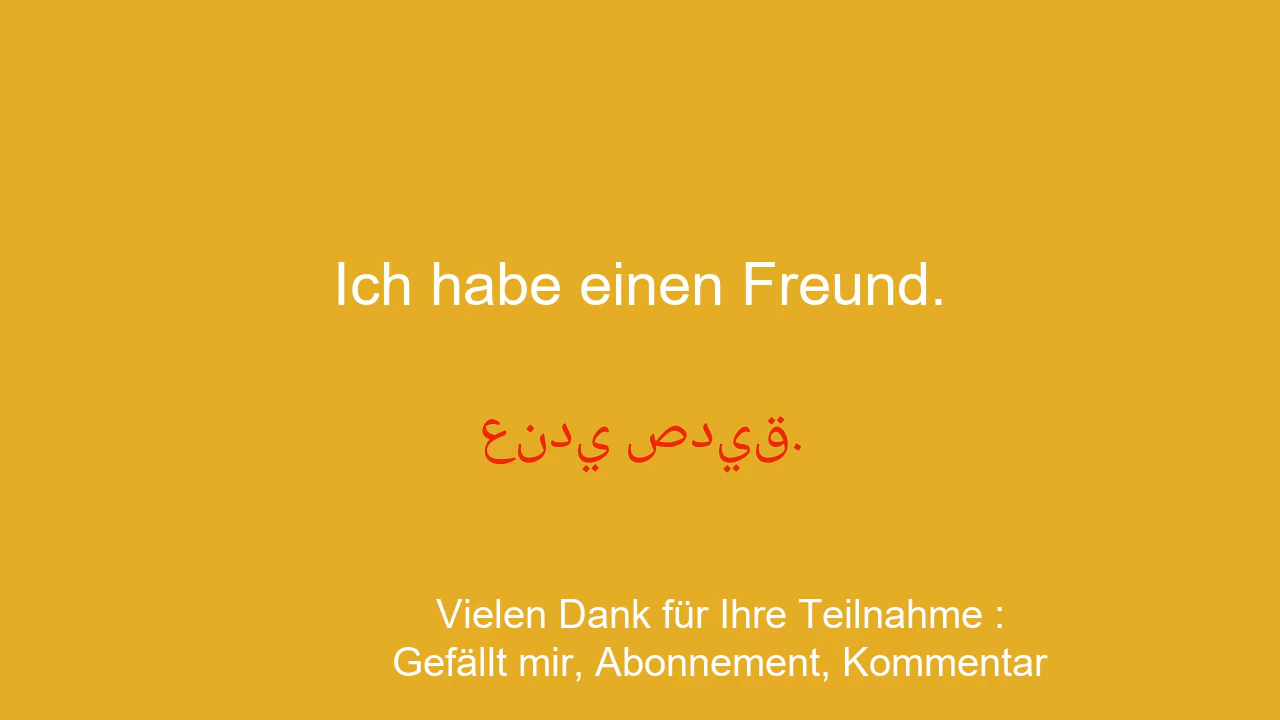 Ich habe einen Freund.
عندي صديق.
Vielen Dank für Ihre Teilnahme :
Gefällt mir, Abonnement, Kommentar